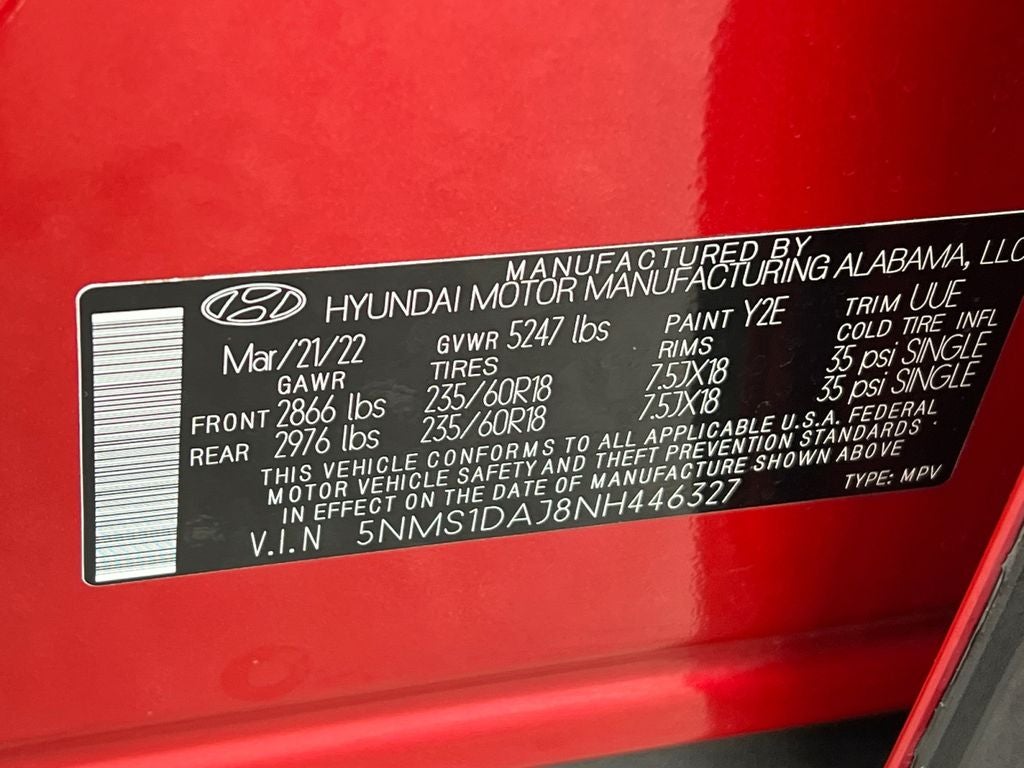 MANUFACTURED BY
HYUNDAI MOTOR MANUFACTURING ALABAMA, LLC
Mar/21/22 GVWR 5247 lbs PAINT Y2E TRIM UUE
GAWR TIRES RIMS COLD TIRE INFL
FRONT 2866 lbs 235/60R18 7.5JX18 35 psi SINGLE
REAR 2976 lbs 235/60R18 7.5JX18 35 psi SINGLE
THIS VEHICLE CONFORMS TO ALL APPLICABLE U.S.A. FEDERAL
MOTOR VEHICLE SAFETY AND THEFT PREVENTION STANDARDS
IN EFFECT ON THE DATE OF MANUFACTURE SHOWN ABOVE
V.I.N 5NMS1DAJ8NH446327 TYPE: MPV